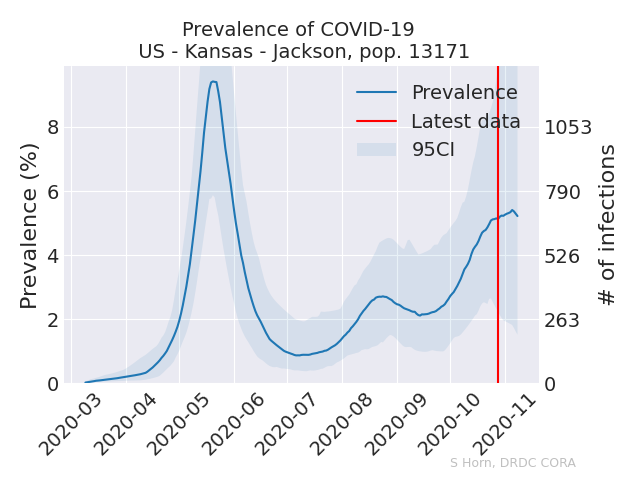 Prevalence of COVID-19
US - Kansas - Jackson, pop. 13171
Prevalence
Latest data
95CI
Prevalence (%)
8
6
4
2
0
1053
790
526
263
0
# of infections
2020-03
2020-04
2020-05
2020-06
2020-07
2020-08
2020-09
2020-10
2020-11
S Horn, DRDC CORA